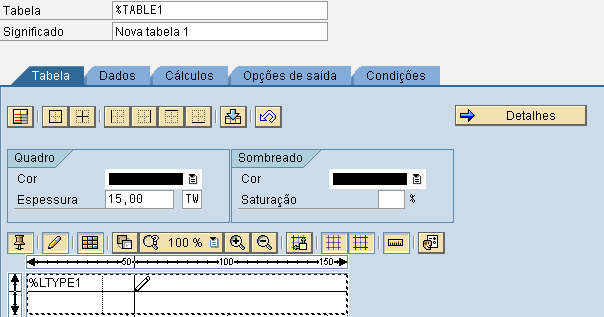 Tabela %TABLE1
Significado Nova tabela 1
Tabela Dados Cálculos Opções de saída Condições
Detalhes
Quadro Sombreado
Cor Cor
Espessura 15,00 TW Saturação %
100 %
50 100 150
%LTYPE1